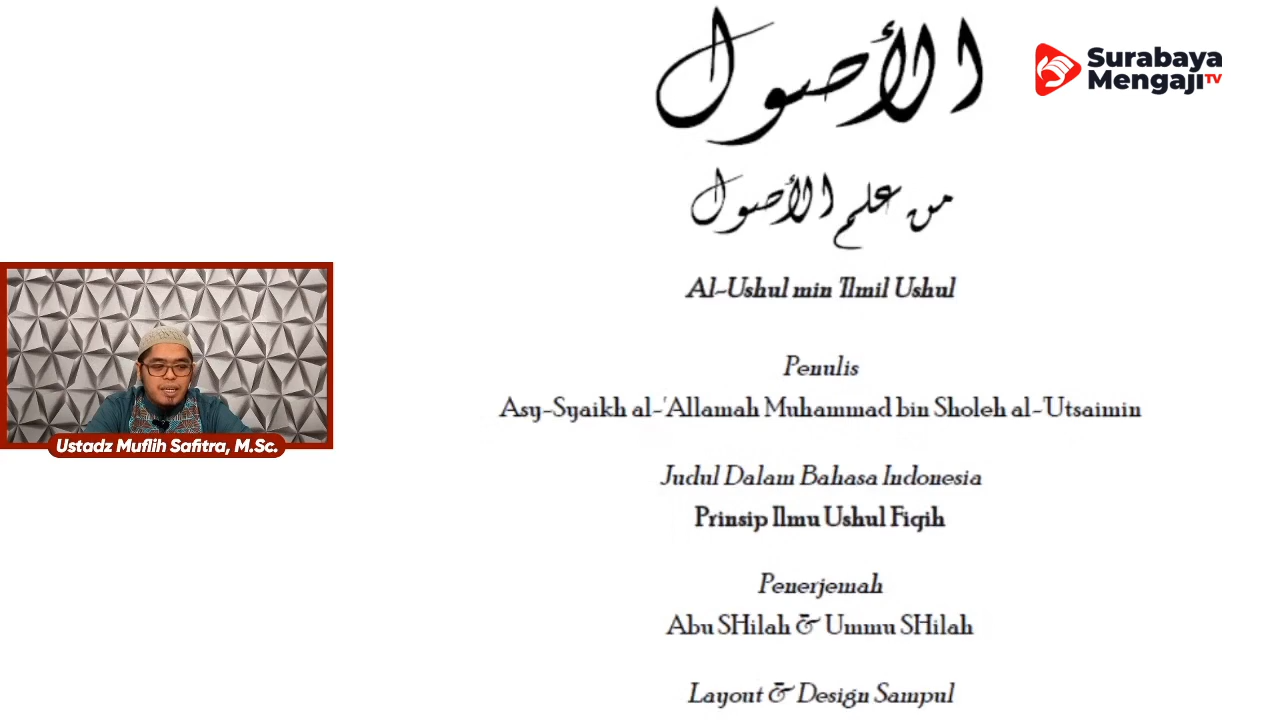 الأصول
من علم الأصول
Al-Ushul min 'Ilmil Ushul
Penulis
Asy-Syaikh al-'Allamah Muhammad bin Sholeh al-'Utsaimin
Judul Dalam Bahasa Indonesia
Prinsip Ilmu Ushul Fiqih
Penerjemah
Abu SHilah & Ummu SHilah
Layout & Design Sampul
Surabaya
Mengaji TV
Ustadz Muflih Safitra, M.Sc.